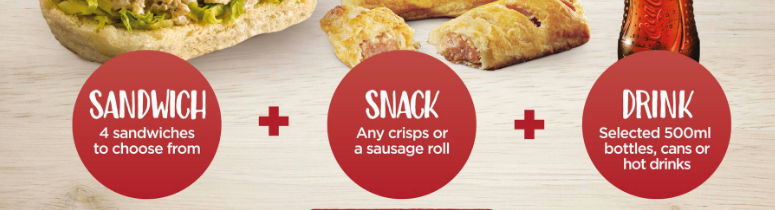 SANDWICH
4 sandwiches
to choose from
+
SNACK
Any crisps or
a sausage roll
+
DRINK
Selected 500ml
bottles, cans or
hot drinks